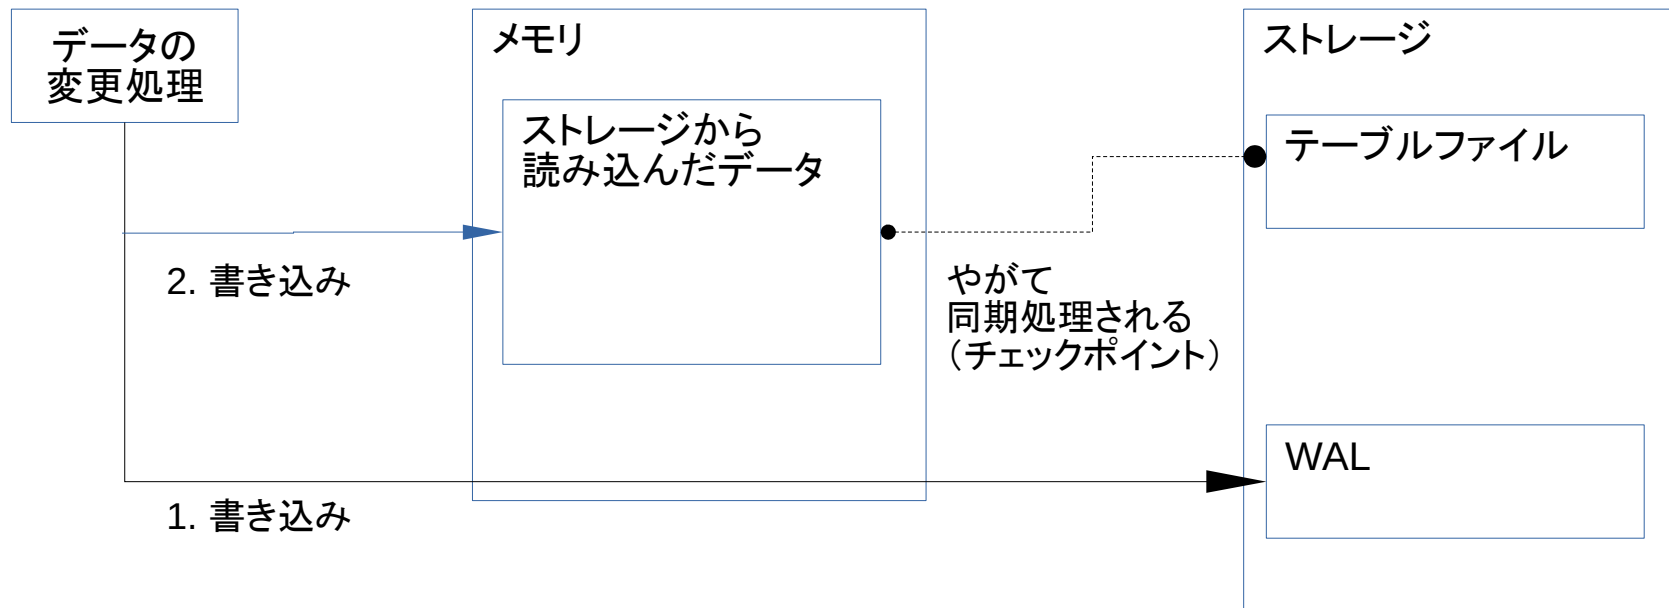 データの
変更処理
メモリ
ストレージから
読み込んだデータ
ストレージ
テーブルファイル
2. 書き込み
やがて
同期処理される
（チェックポイント）
WAL
1. 書き込み